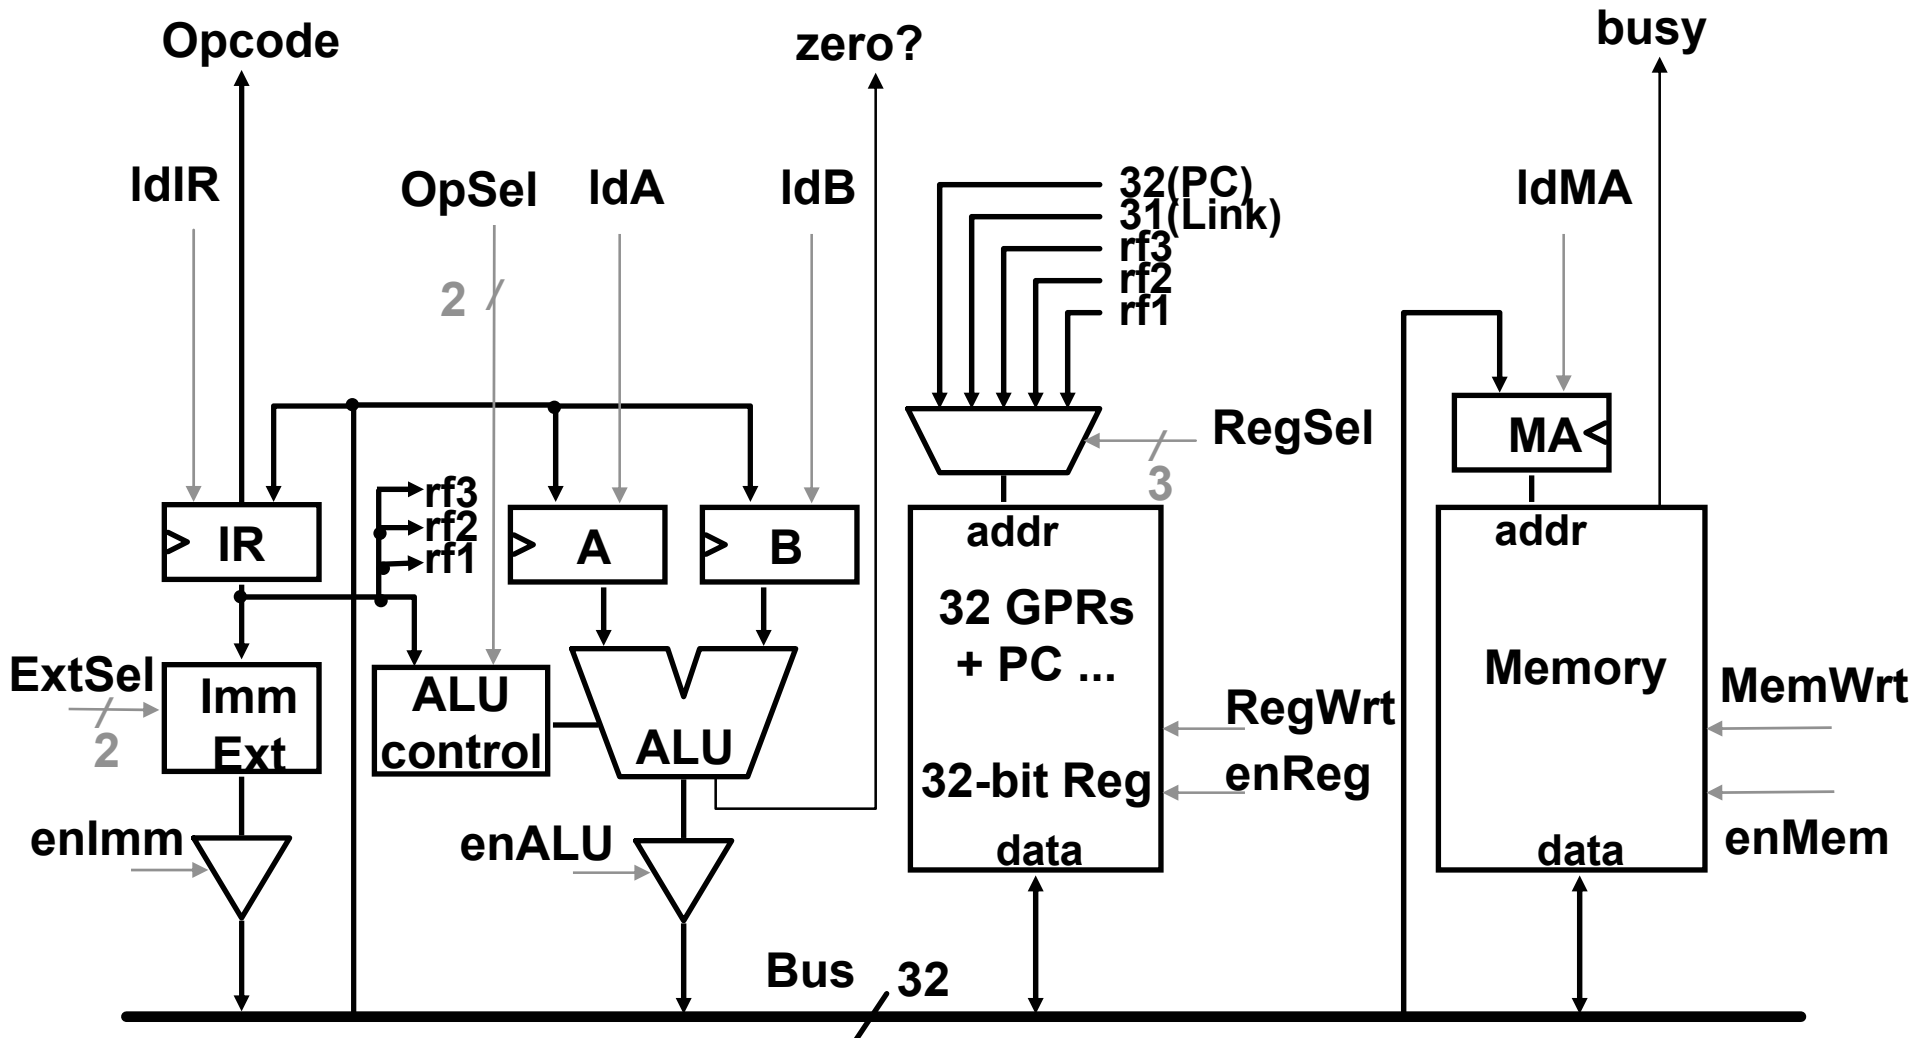 Opcode
zero?
busy
ldIR
OpSel
ldA
ldB
32(PC)
31(Link)
rf3
rf2
rf1
ldMA
2
RegSel
3
MA
rf3
rf2
rf1
IR
A
B
addr
addr
32 GPRs
+ PC ...
ExtSel
2
Imm
Ext
ALU
control
ALU
Memory
MemWrt
RegWrt
enReg
32-bit Reg
enImm
enALU
data
data
enMem
Bus
32